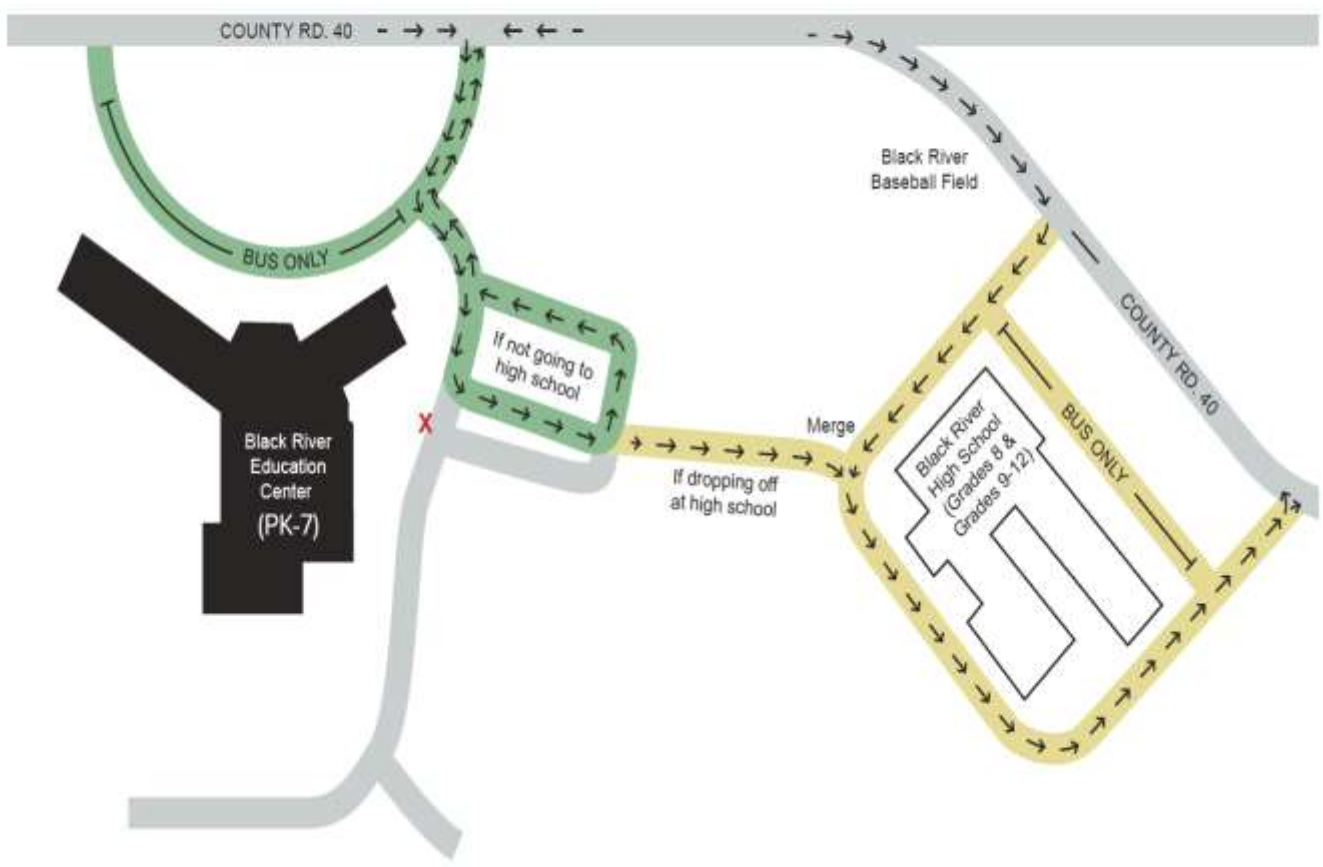 COUNTY RD. 40
Black River
Baseball Field
BUS ONLY
If not going to
high school
COUNTY RD. 40
X
Black River
Education
Center
(PK-7)
Merge
If dropping off
at high school
Black River
High School
(Grades 8 &
Grades 9-12)
BUS ONLY